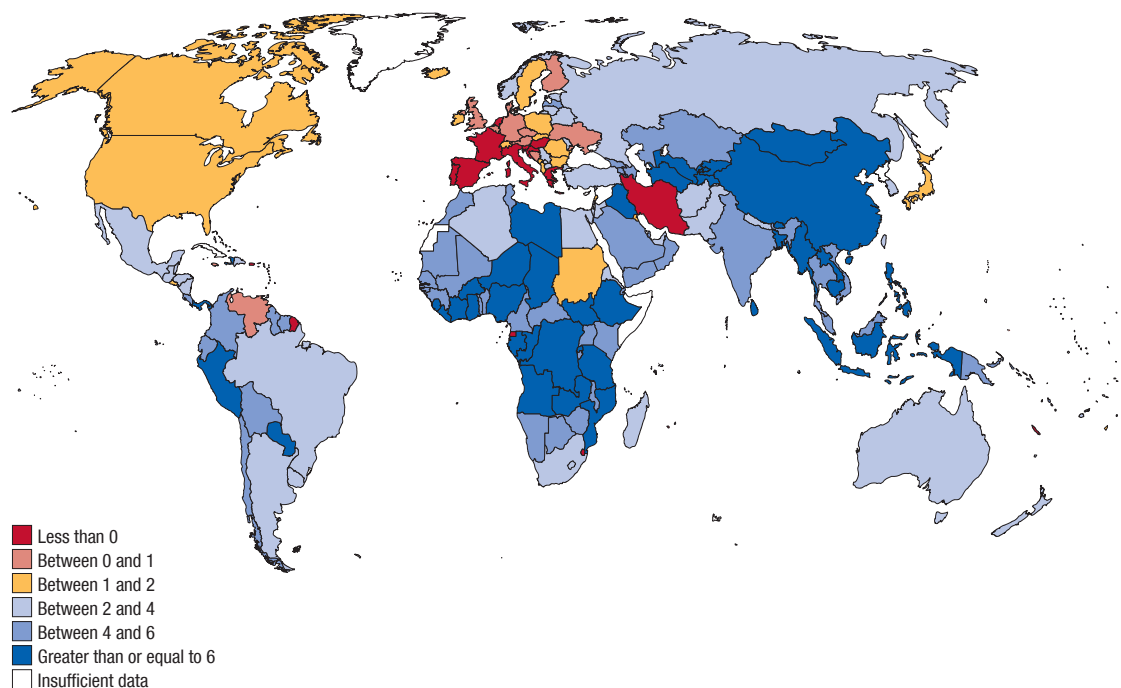 Less than 0
Between 0 and 1
Between 1 and 2
Between 2 and 4
Between 4 and 6
Greater than or equal to 6
Insufficient data